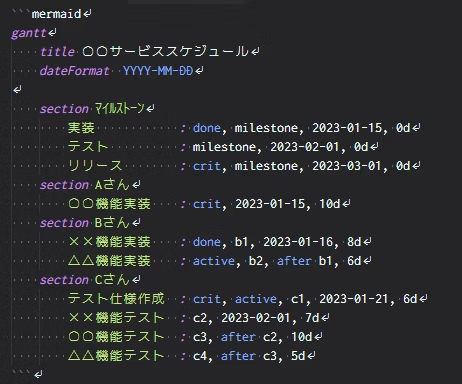 ```mermaid
gantt
    title 〇〇サービススケジュール
    dateFormat  YYYY-MM-DD

    section ﾏｲﾙｽﾄｰﾝ
        実装            : done, milestone, 2023-01-15, 0d
        テスト          : milestone, 2023-02-01, 0d
        リリース        : crit, milestone, 2023-03-01, 0d
    section Aさん
        〇〇機能実装    : crit, 2023-01-15, 10d
    section Bさん
        ××機能実装    : done, b1, 2023-01-16, 8d
        △△機能実装    : active, b2, after b1, 6d
    section Cさん
        テスト仕様作成  : crit, active, c1, 2023-01-21, 6d
        ××機能テスト  : c2, 2023-02-01, 7d
        〇〇機能テスト  : c3, after c2, 10d
        △△機能テスト  : c4, after c3, 5d
```